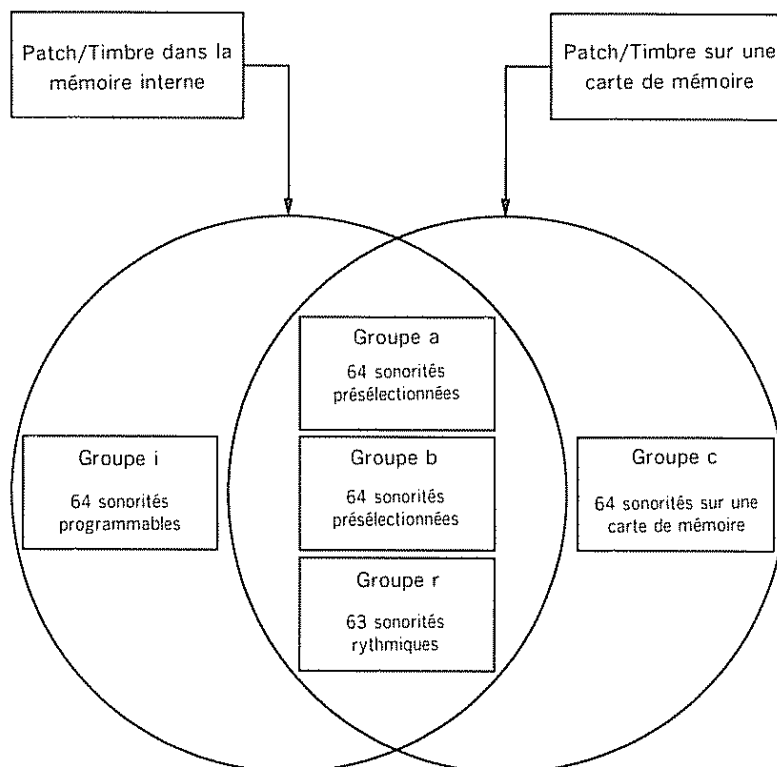 Patch/Timbre dans la
mémoire interne
Patch/Timbre sur une
carte de mémoire
Groupe a
64 sonorités
présélectionnées
Groupe i
64 sonorités
programmables
Groupe b
64 sonorités
présélectionnées
Groupe c
64 sonorités sur une
carte de mémoire
Groupe r
63 sonorités
rythmiques